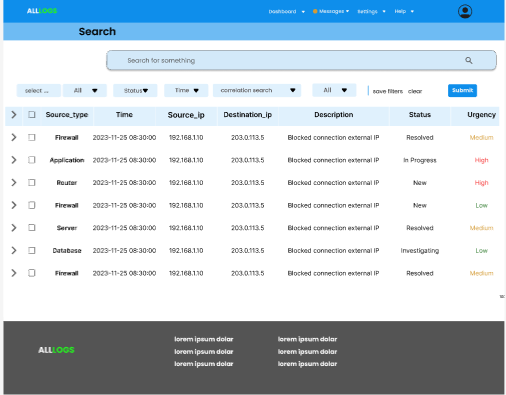 ALLLOGS Dashboard Messages Settings Help
Search
Search for something
select ... All Status Time correlation search All save filters clear Submit
Source_type Time Source_ip Destination_ip Description Status Urgency
Firewall 2023-11-25 08:30:00 192.168.1.10 203.0.113.5 Blocked connection external IP Resolved Medium
Application 2023-11-25 08:30:00 192.168.1.10 203.0.113.5 Blocked connection external IP In Progress High
Router 2023-11-25 08:30:00 192.168.1.10 203.0.113.5 Blocked connection external IP New High
Firewall 2023-11-25 08:30:00 192.168.1.10 203.0.113.5 Blocked connection external IP New Low
Server 2023-11-25 08:30:00 192.168.1.10 203.0.113.5 Blocked connection external IP Resolved Medium
Database 2023-11-25 08:30:00 192.168.1.10 203.0.113.5 Blocked connection external IP Investigating Low
Firewall 2023-11-25 08:30:00 192.168.1.10 203.0.113.5 Blocked connection external IP Resolved Medium
lorem ipsum dolar lorem ipsum dolar
ALLLOGS lorem ipsum dolar lorem ipsum dolar
lorem ipsum dolar lorem ipsum dolar